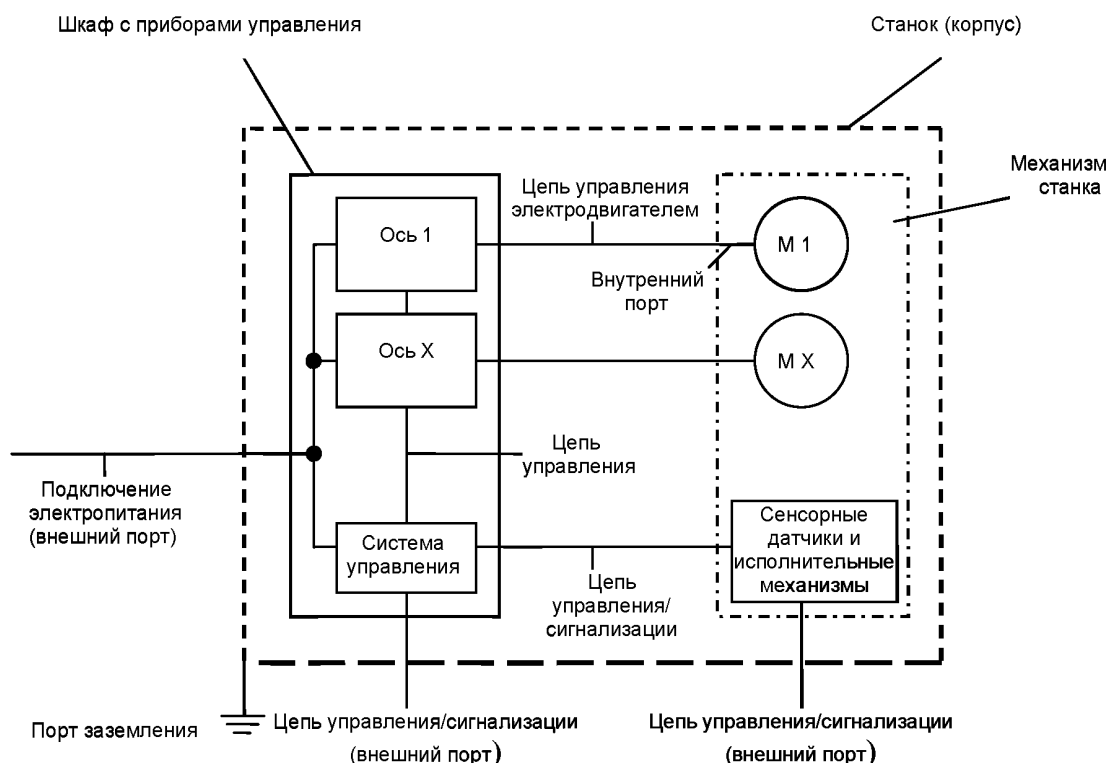 Шкаф с приборами управления
Станок (корпус)
Механизм
станка
Цепь управления
электродвигателем
Ось 1
М 1
Внутренний
порт
Ось X
М X
Цепь
управления
Подключение
электропитания
(внешний порт)
Система
управления
Сенсорные
датчики и
исполнительные
механизмы
Цепь
управления/
сигнализации
Порт заземления
Цепь управления/сигнализации
(внешний порт)
Цепь управления/сигнализации
(внешний порт)